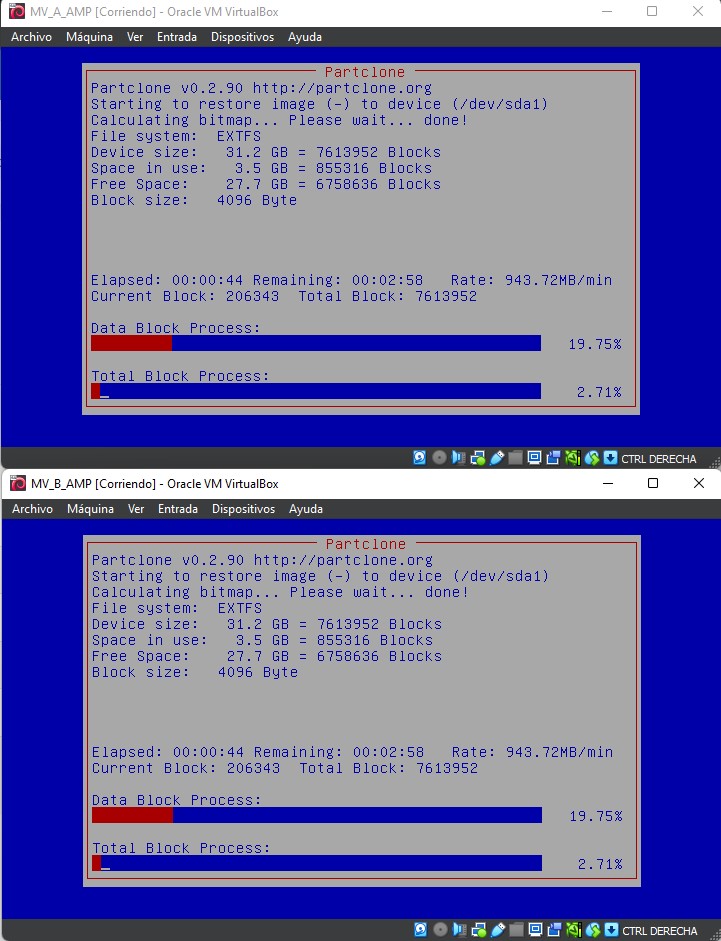 MV_A_AMP [Corriendo] - Oracle VM VirtualBox
Archivo Máquina Ver Entrada Dispositivos Ayuda
Partclone
Partclone v0.2.90 http://partclone.org
Starting to restore image (-) to device (/dev/sda1)
Calculating bitmap... Please wait... done!
File system: EXTFS
Device size: 31.2 GB = 7613952 Blocks
Space in use: 3.5 GB = 855316 Blocks
Free Space: 27.7 GB = 6758636 Blocks
Block size: 4096 Byte
Elapsed: 00:00:44 Remaining: 00:02:58 Rate: 943.72MB/min
Current Block: 206343 Total Block: 7613952
Data Block Process:
19.75%
Total Block Process:
2.71%
CTRL DERECHA
MV_B_AMP [Corriendo] - Oracle VM VirtualBox
Archivo Máquina Ver Entrada Dispositivos Ayuda
Partclone
Partclone v0.2.90 http://partclone.org
Starting to restore image (-) to device (/dev/sda1)
Calculating bitmap... Please wait... done!
File system: EXTFS
Device size: 31.2 GB = 7613952 Blocks
Space in use: 3.5 GB = 855316 Blocks
Free Space: 27.7 GB = 6758636 Blocks
Block size: 4096 Byte
Elapsed: 00:00:44 Remaining: 00:02:58 Rate: 943.72MB/min
Current Block: 206343 Total Block: 7613952
Data Block Process:
19.75%
Total Block Process:
2.71%
CTRL DERECHA